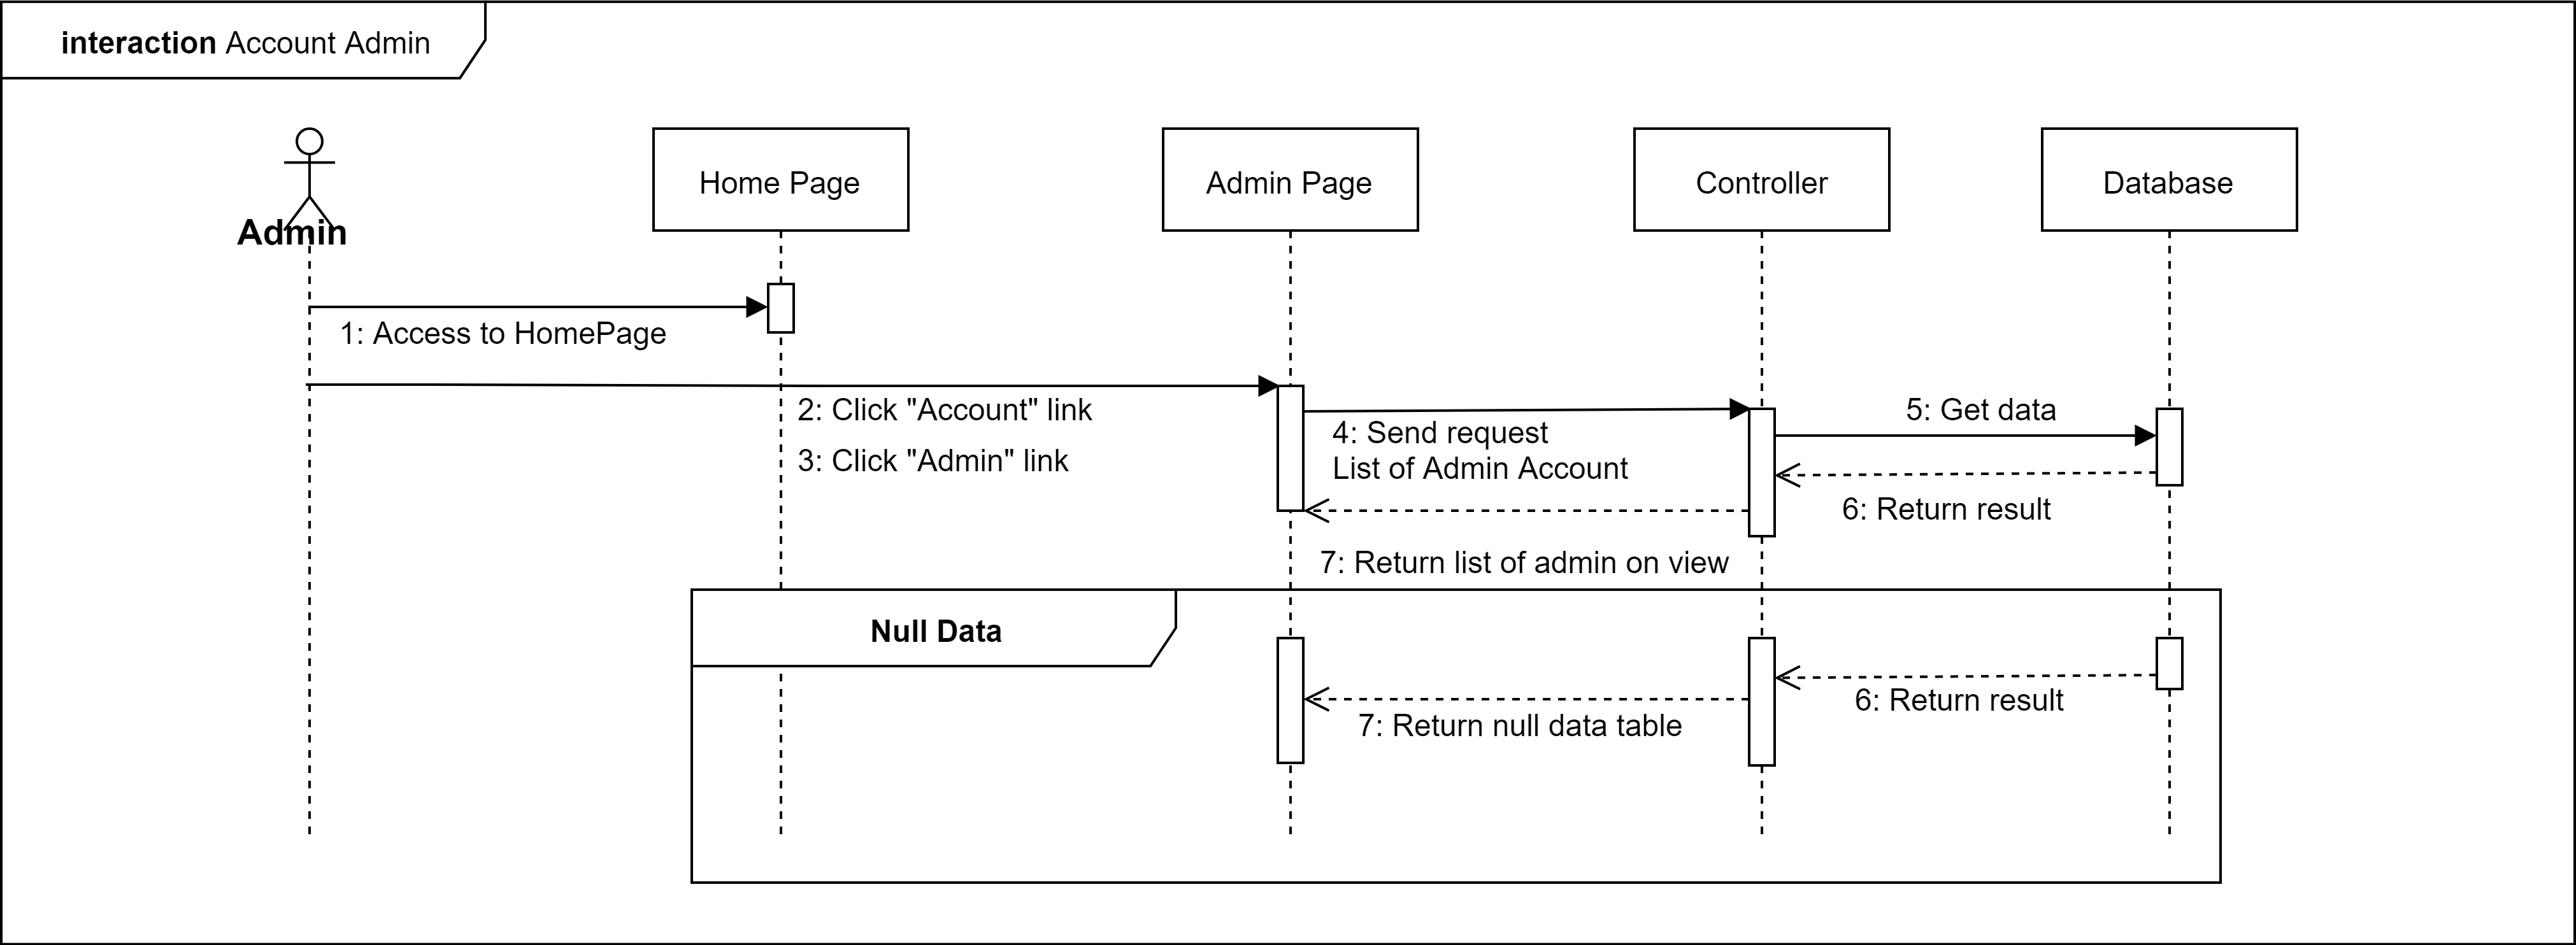 interaction Account Admin
Admin
Home Page
Admin Page
Controller
Database
1: Access to HomePage
2: Click "Account" link
3: Click "Admin" link
4: Send request
List of Admin Account
5: Get data
6: Return result
7: Return list of admin on view
Null Data
6: Return result
7: Return null data table